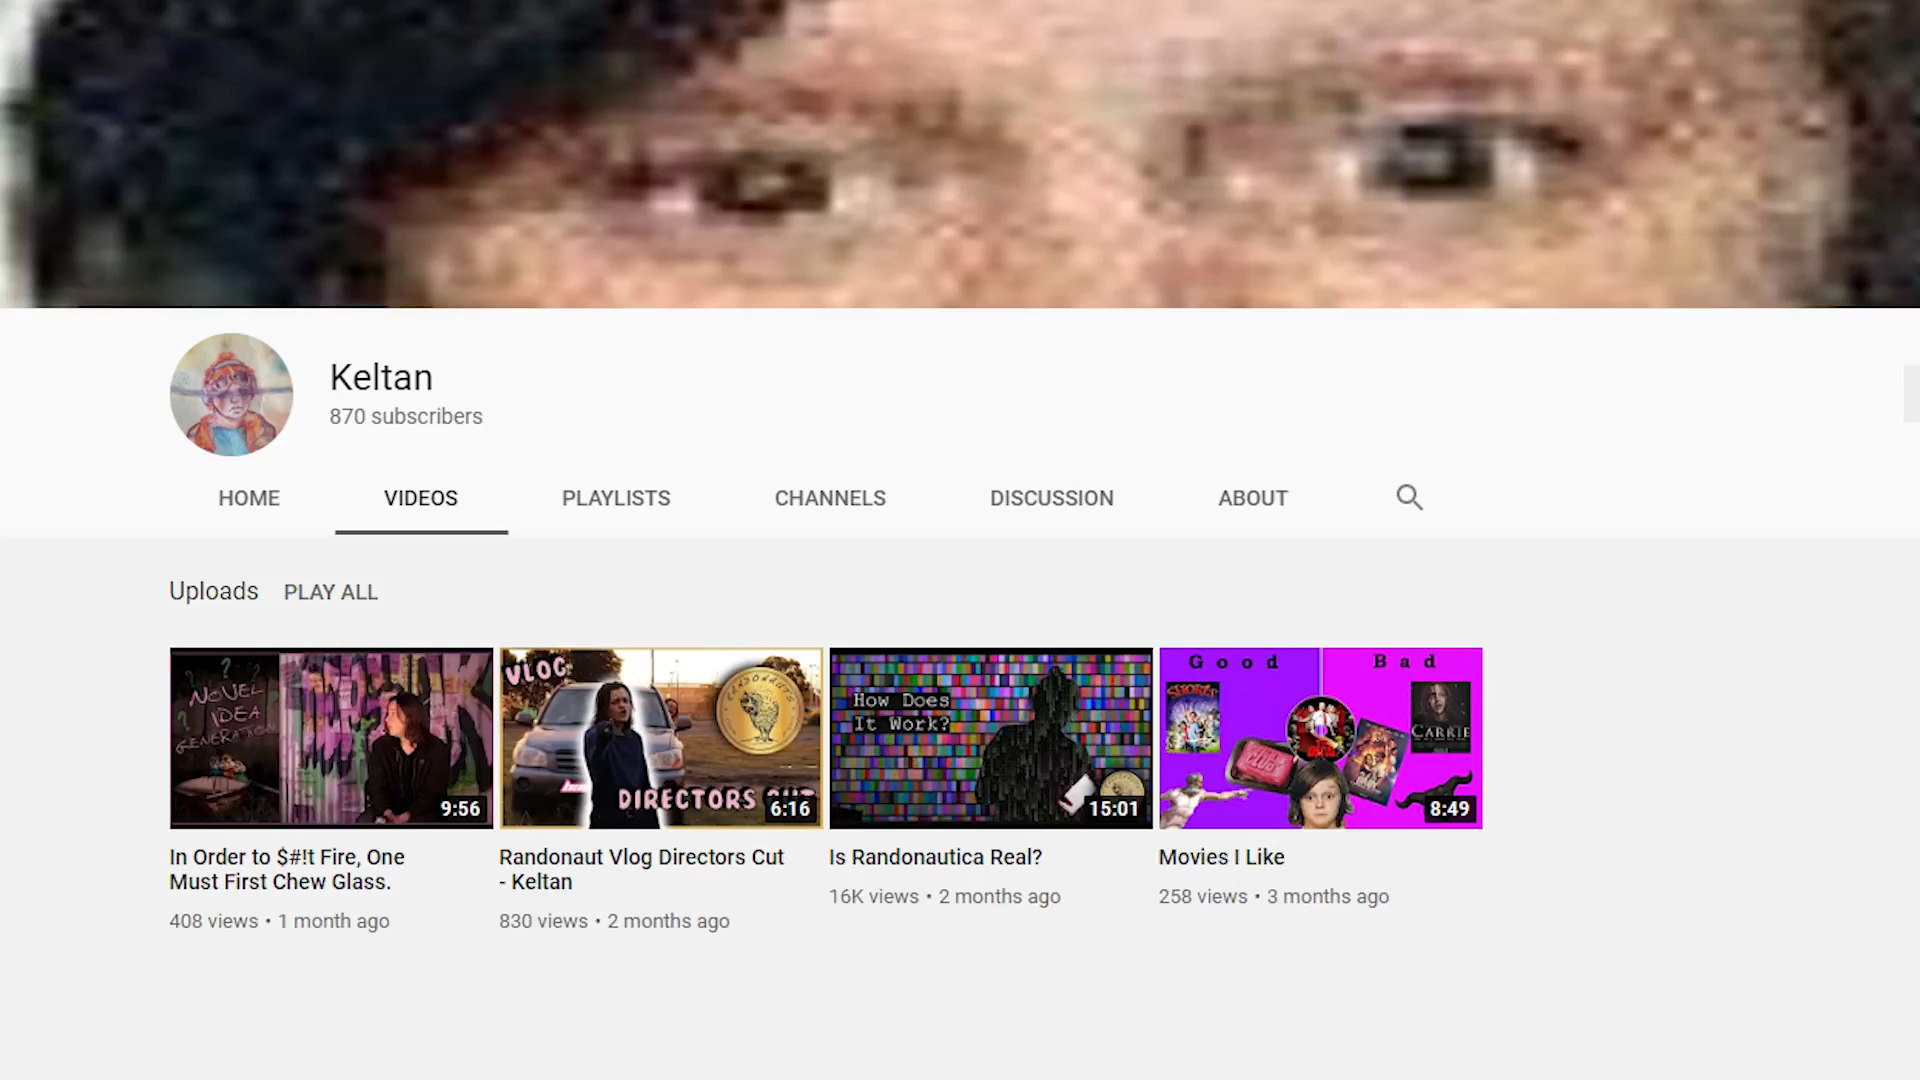 Keltan
870 subscribers
HOME VIDEOS PLAYLISTS CHANNELS DISCUSSION ABOUT
Uploads PLAY ALL
? ?
NOVEL
? IDEA
GENERATION
9:56
VLOG
DIRECTORS
6:16
How Does
It Work?
15:01
Good Bad
SHORTS
CARRIE
CLUB
8:49
In Order to $#!t Fire, One
Must First Chew Glass.
408 views • 1 month ago
Randonaut Vlog Directors Cut
- Keltan
830 views • 2 months ago
Is Randonautica Real?
16K views • 2 months ago
Movies I Like
258 views • 3 months ago